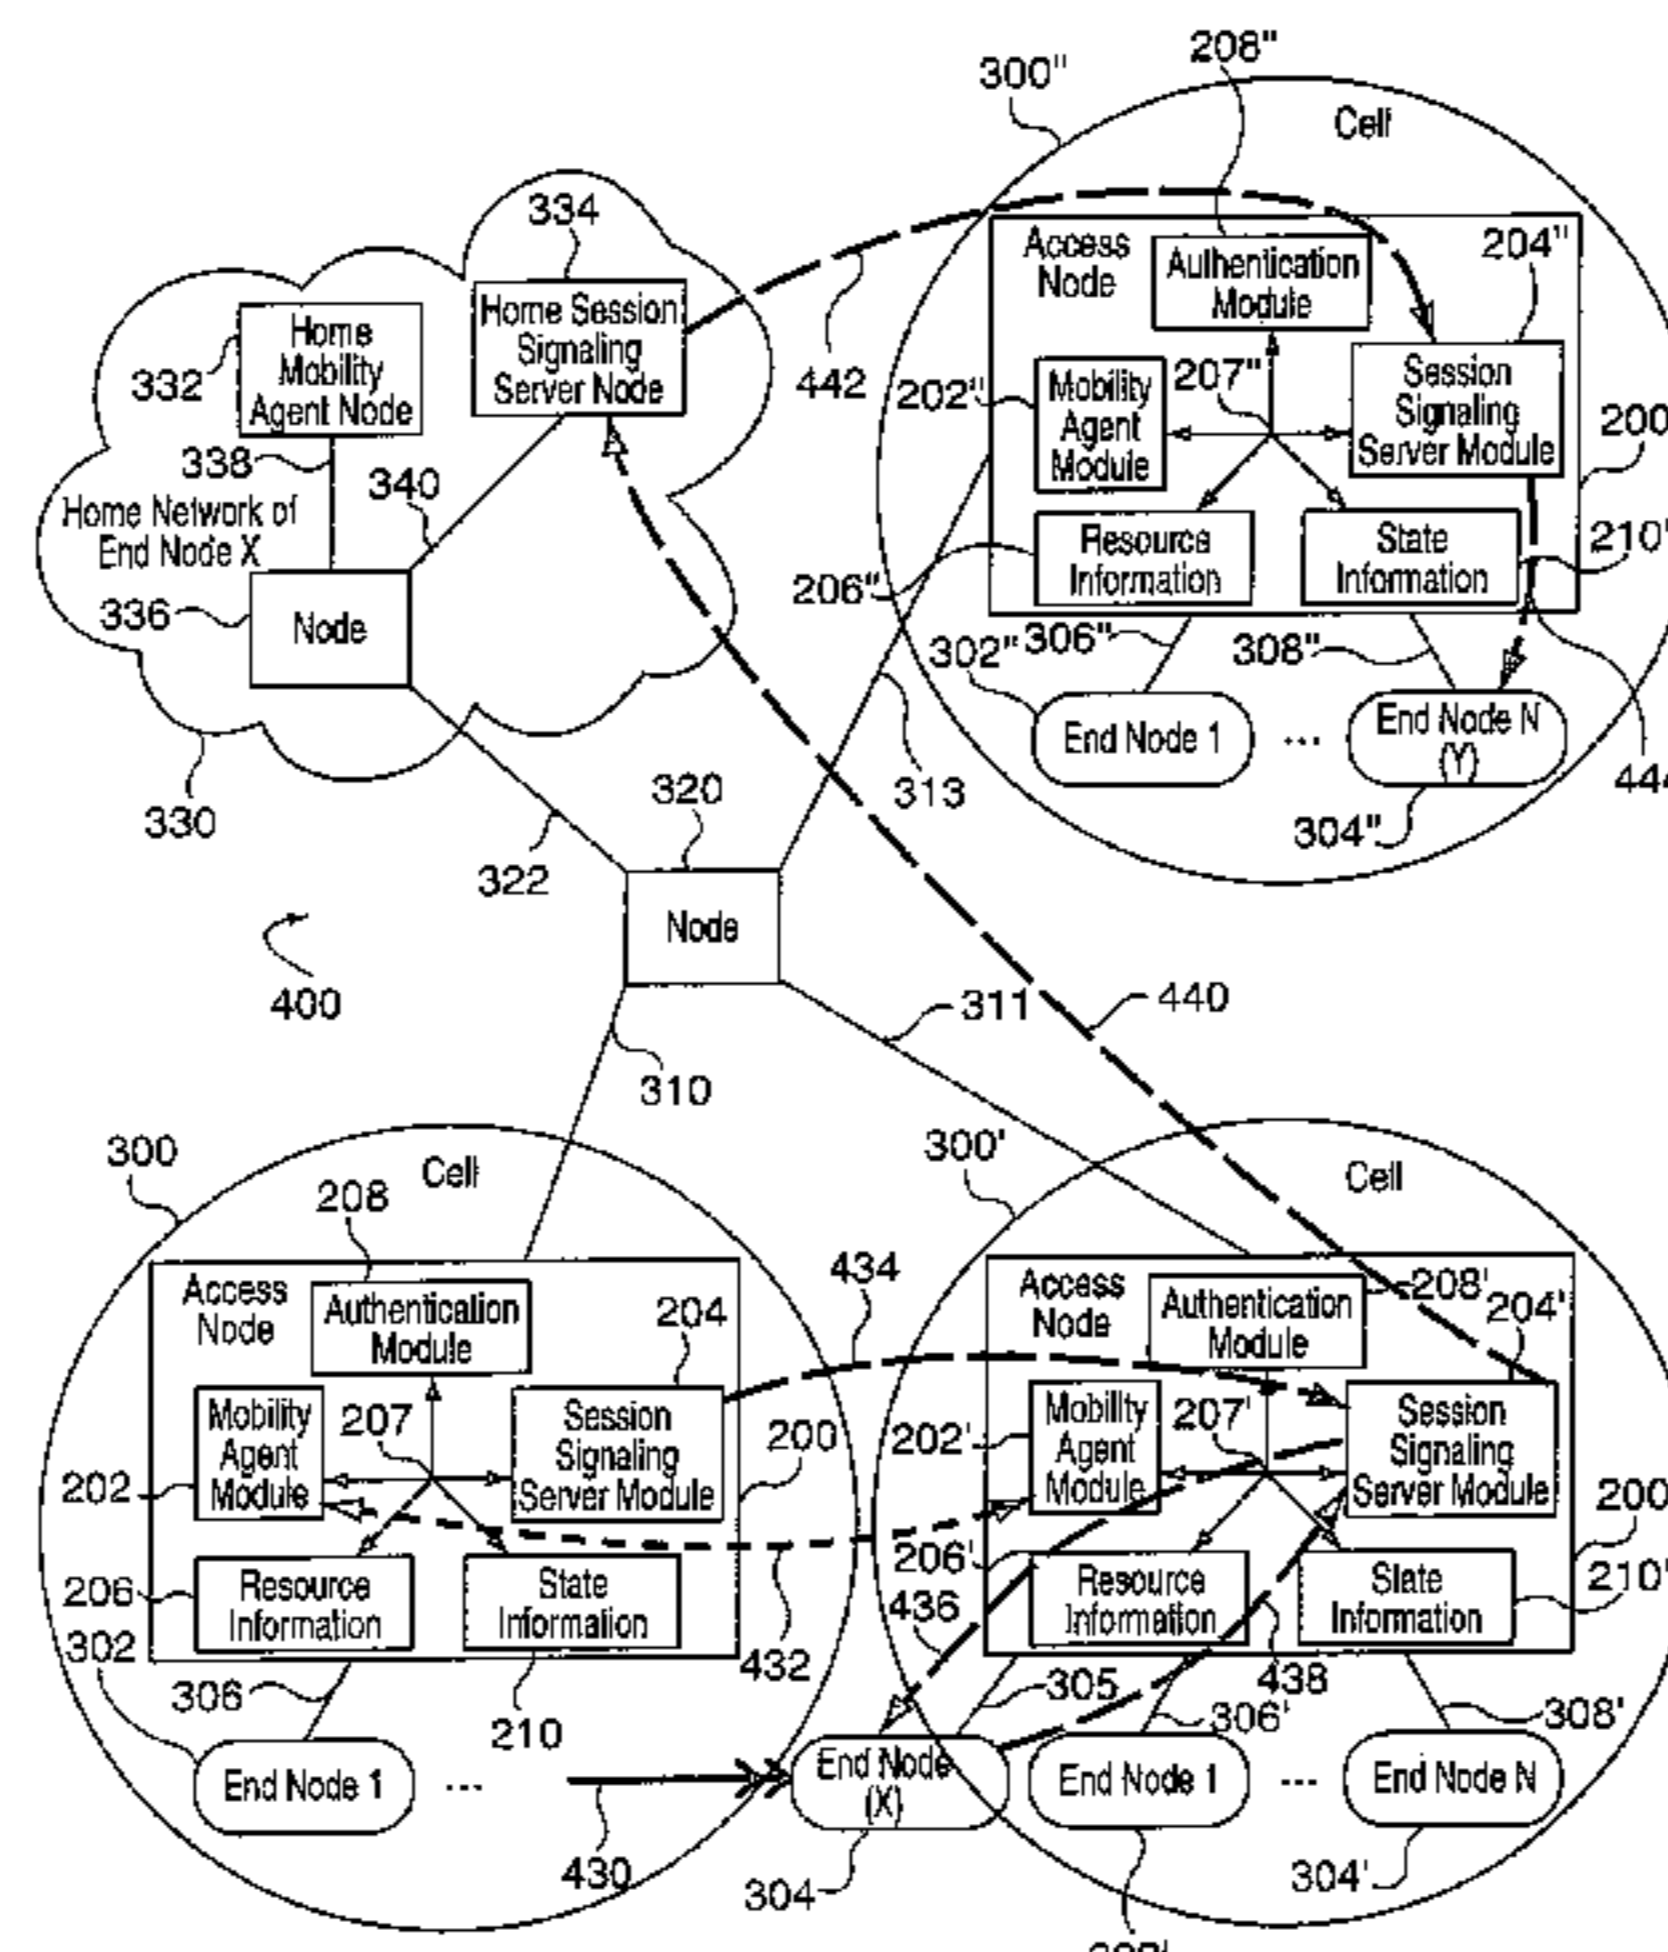 208"
300"
Cell
334
Access
Node
Authentication
Module
204"
Home
Mobility
Agent Node
332
Home Session
Signaling
Server Node
442
202"
Mobility
Agent
Module
207"
Session
Signaling
Server Module
200
338
340
Home Network of
End Node X
Resource
Information
State
Information
210"
206"
336
Node
302"
306"
308"
End Node 1
...
End Node N
(Y)
444
330
320
313
304"
322
Node
400
311
440
310
300
Cell
208
300'
Cell
434
Access
Node
Authentication
Module
204
Access
Node
Authentication
Module
208'
204'
Mobility
Agent
Module
207
Session
Signaling
Server Module
200
202'
Mobility
Agent
Module
207'
Session
Signaling
Server Module
200
202
206
Resource
Information
State
Information
206'
436
Resource
Information
State
Information
210'
302
306
210
432
305
306'
438
308'
End Node 1
...
430
End Node
(X)
304
End Node 1
...
End Node N
304'